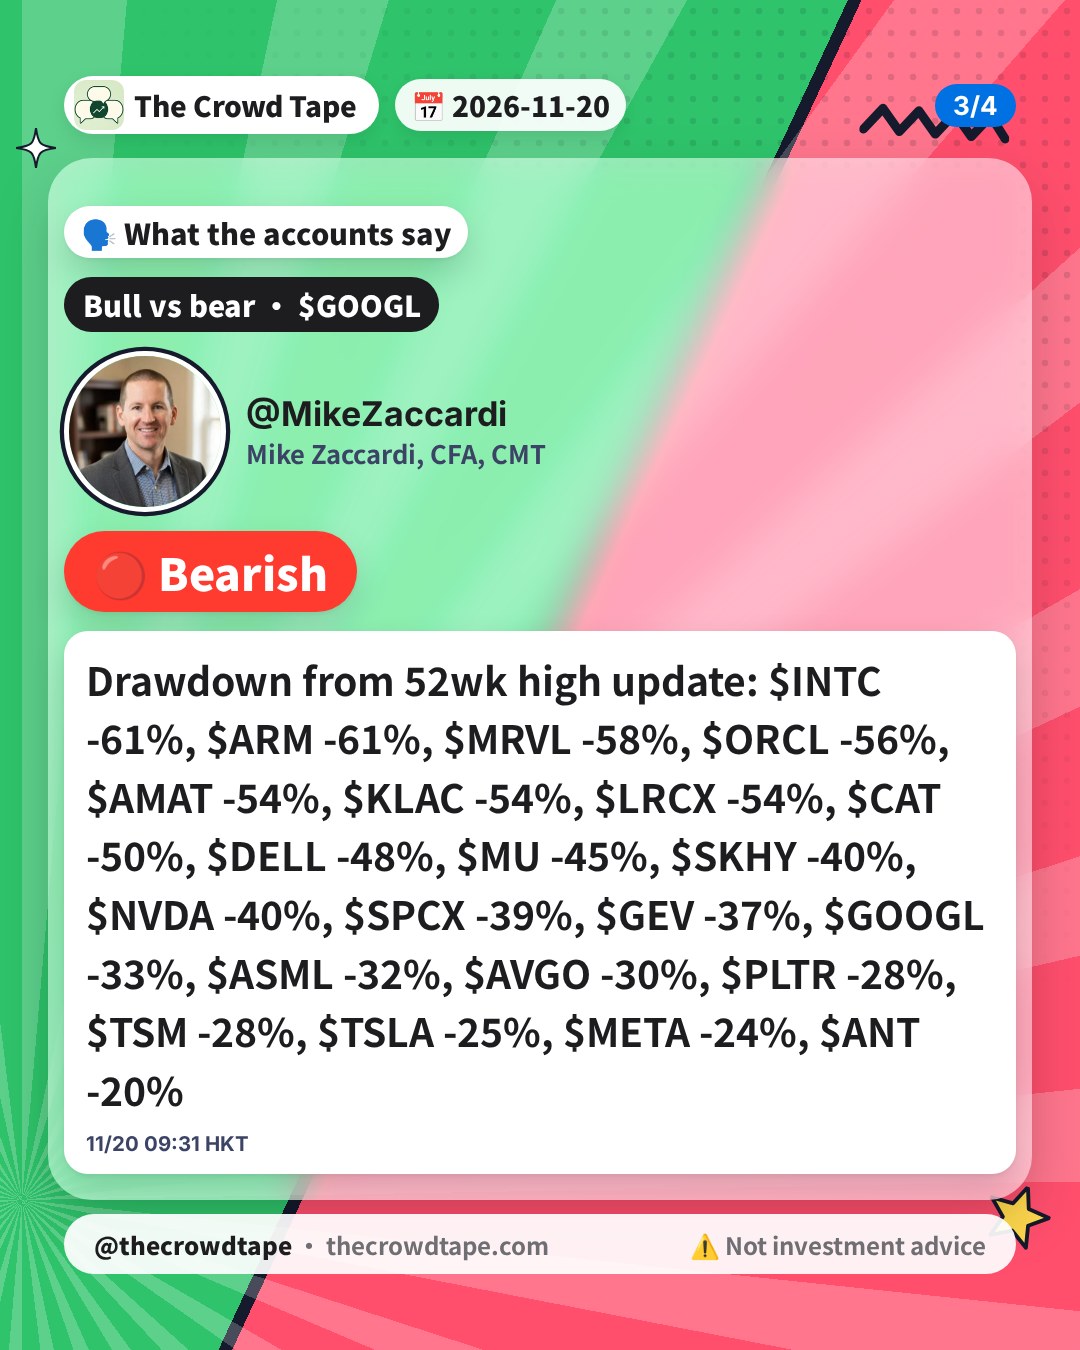 The Crowd Tape
2026-11-20
3/4
What the accounts say
Bull vs bear • $GOOGL
@MikeZaccardi
Mike Zaccardi, CFA, CMT
Bearish
Drawdown from 52wk high update: $INTC
-61%, $ARM -61%, $MRVL -58%, $ORCL -56%,
$AMAT -54%, $KLAC -54%, $LRCX -54%, $CAT
-50%, $DELL -48%, $MU -45%, $SKHY -40%,
$NVDA -40%, $SPCX -39%, $GEV -37%, $GOOGL
-33%, $ASML -32%, $AVGO -30%, $PLTR -28%,
$TSM -28%, $TSLA -25%, $META -24%, $ANT
-20%
11/20 09:31 HKT
@thecrowdtape • thecrowdtape.com
Not investment advice